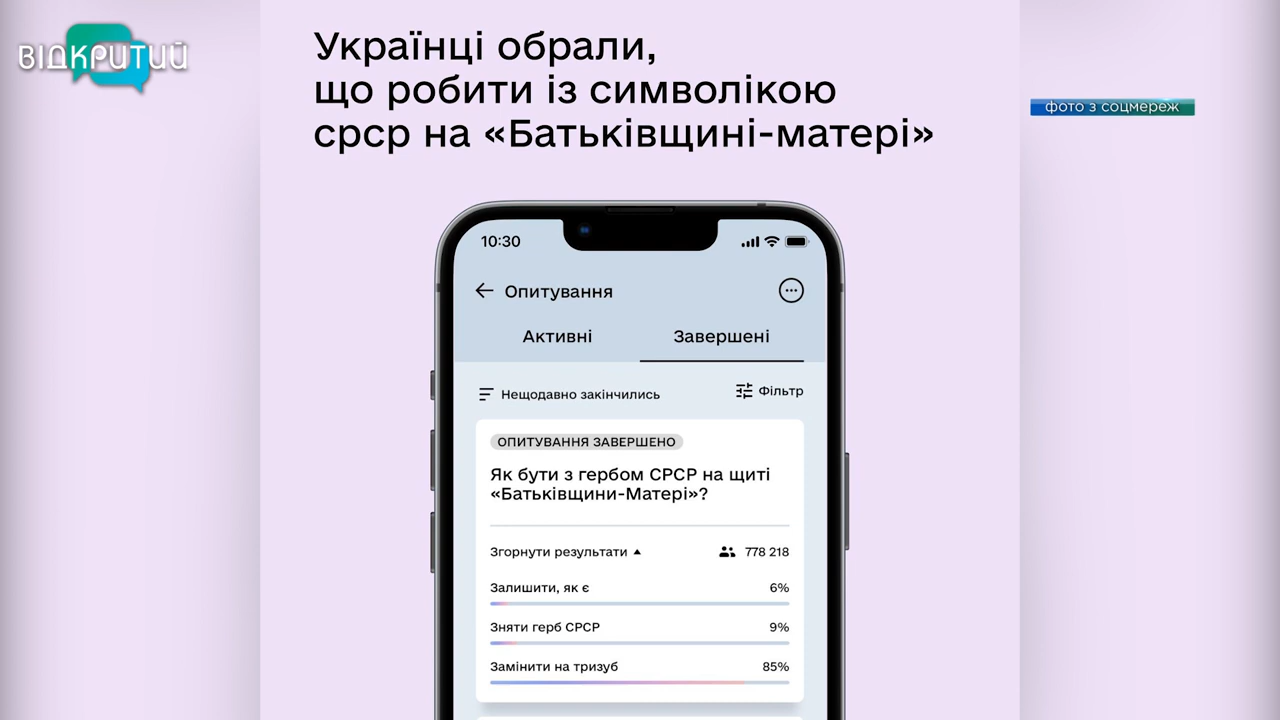 ВІДКРИТИЙ
Українці обрали,
що робити із символікою
срср на «Батьківщині-матері»
фото з соцмереж
10:30
Опитування
Активні Завершені
Нещодавно закінчились Фільтр
ОПИТУВАННЯ ЗАВЕРШЕНО
Як бути з гербом СРСР на щиті
«Батьківщини-Матері»?
Згорнути результати 778 218
Залишити, як є 6%
Зняти герб СРСР 9%
Замінити на тризуб 85%